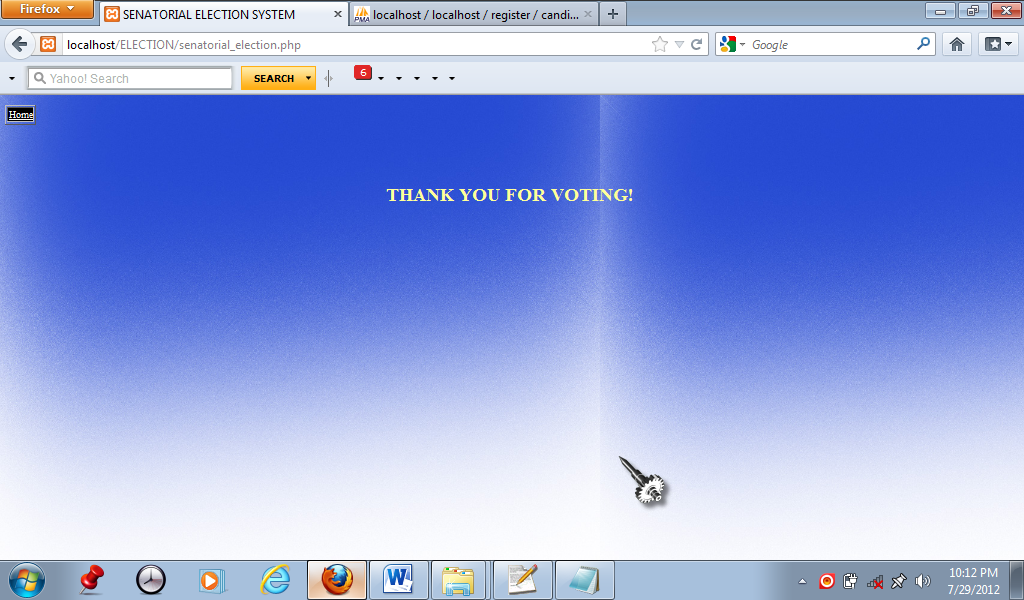 Firefox
SENATORIAL ELECTION SYSTEM
PMA
localhost / localhost / register / candi...
localhost/ELECTION/senatorial_election.php
Google
Yahoo! Search
SEARCH
6
Home
THANK YOU FOR VOTING!
10:12 PM
7/29/2012